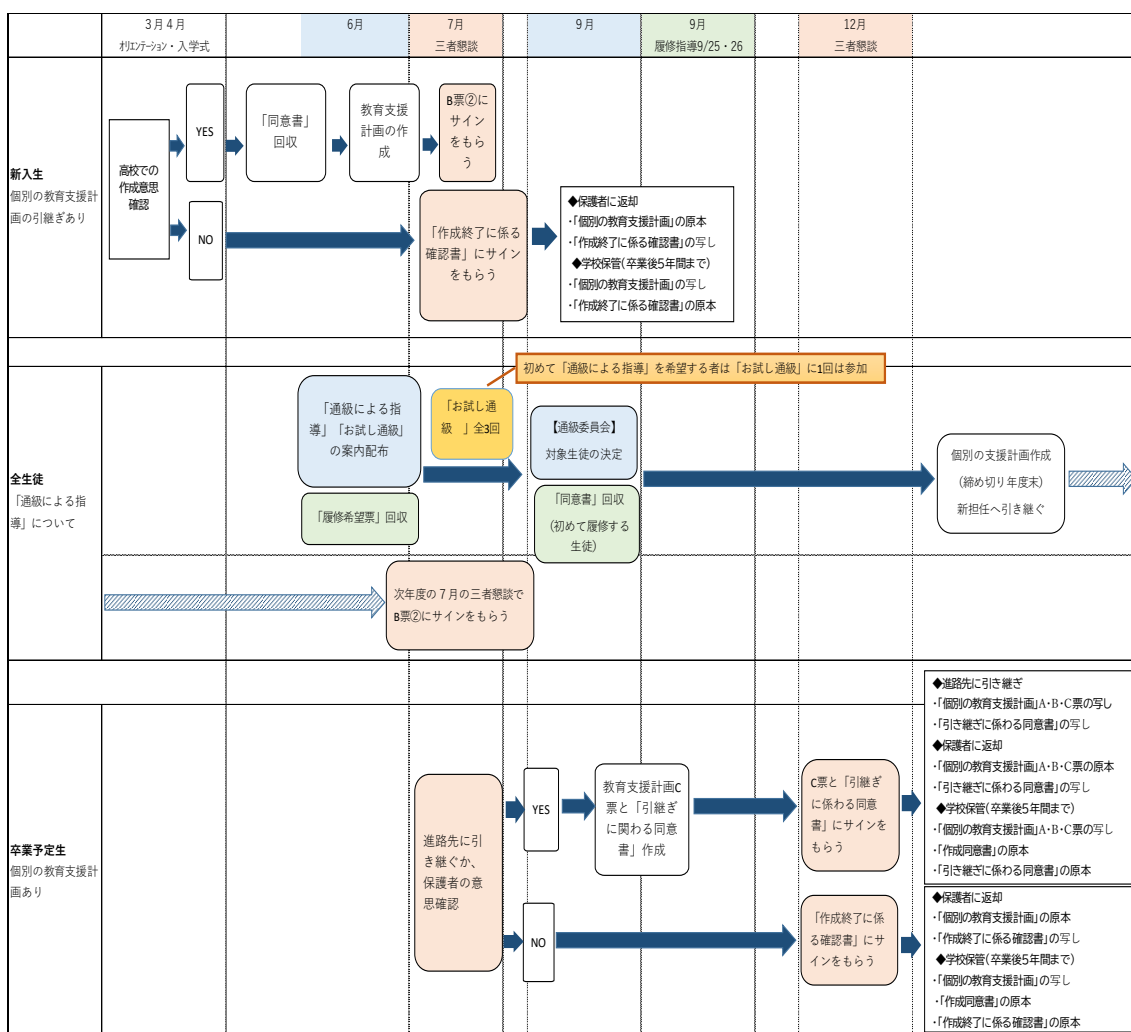 3月4月
オリエンテーション・入学式
6月
7月
三者懇談
9月
9月
履修指導9/25・26
12月
三者懇談
新入生
個別の教育支援計
画の引継ぎあり
高校での
作成意思
確認
YES
NO
「同意書」
回収
教育支援
計画の作
成
B票②に
サイン
をもら
う
「作成終了に係る
確認書」にサイン
をもらう
◆保護者に返却
・「個別の教育支援計画」の原本
・「作成終了に係る確認書」の写し
◆学校保管(卒業後5年間まで)
・「個別の教育支援計画」の写し
・「作成終了に係る確認書」の原本
全生徒
「通級による指
導」について
初めて「通級による指導」を希望する者は「お試し通級」に1回は参加
「通級による指
導」「お試し通級」
の案内配布
「履修希望票」回収
「お試し通
級　」全3回
【通級委員会】
対象生徒の決定
「同意書」回収
(初めて履修する
生徒)
個別の支援計画作成
(締め切り年度末)
新担任へ引き継ぐ
次年度の７月の三者懇談で
B票②にサインをもらう
卒業予定生
個別の教育支援計
画あり
進路先に引
き継ぐか、
保護者の意
思確認
YES
NO
教育支援計画C
票と「引継ぎ
に関わる同意
書」作成
C票と「引継ぎ
に係わる同意
書」にサインを
もらう
「作成終了に係
る確認書」にサ
インをもらう
◆進路先に引き継ぎ
・「個別の教育支援計画」A・B・C票の写し
・「引き継ぎに係わる同意書」の写し
◆保護者に返却
・「個別の教育支援計画」A・B・C票の原本
・「引き継ぎに係わる同意書」の写し
◆学校保管(卒業後5年間まで)
・「個別の教育支援計画」A・B・C票の写し
・「作成同意書」の原本
・「引き継ぎに係わる同意書」の原本
◆保護者に返却
・「個別の教育支援計画」の原本
・「作成終了に係る確認書」の写し
◆学校保管(卒業後5年間まで)
・「個別の教育支援計画」の写し
・「作成同意書」の原本
・「作成終了に係る確認書」の原本